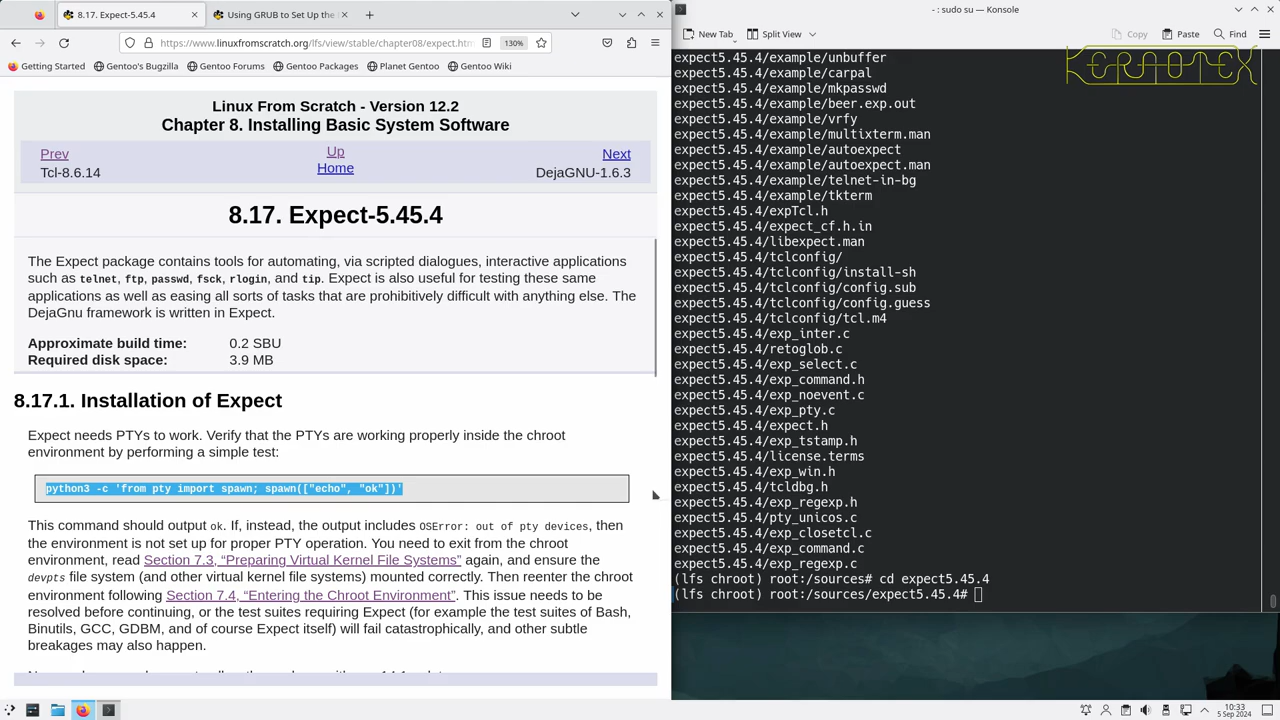 8.17. Expect-5.45.4
Using GRUB to Set Up the
https://www.linuxfromscratch.org/lfs/view/stable/chapter08/expect.htm
130%
Getting Started
Gentoo's Bugzilla
Gentoo Forums
Gentoo Packages
Planet Gentoo
Gentoo Wiki
Linux From Scratch - Version 12.2
Chapter 8. Installing Basic System Software
Prev
Up
Next
Tcl-8.6.14
Home
DejaGNU-1.6.3
8.17. Expect-5.45.4
The Expect package contains tools for automating, via scripted dialogues, interactive applications
such as telnet, ftp, passwd, fsck, rlogin, and tip. Expect is also useful for testing these same
applications as well as easing all sorts of tasks that are prohibitively difficult with anything else. The
DejaGnu framework is written in Expect.
Approximate build time: 0.2 SBU
Required disk space: 3.9 MB
8.17.1. Installation of Expect
Expect needs PTYs to work. Verify that the PTYs are working properly inside the chroot
environment by performing a simple test:
python3 -c 'from pty import spawn; spawn(["echo", "ok"])'
This command should output ok. If, instead, the output includes OSError: out of pty devices, then
the environment is not set up for proper PTY operation. You need to exit from the chroot
environment, read Section 7.3, “Preparing Virtual Kernel File Systems” again, and ensure the
devpts file system (and other virtual kernel file systems) mounted correctly. Then reenter the chroot
environment following Section 7.4, “Entering the Chroot Environment”. This issue needs to be
resolved before continuing, or the test suites requiring Expect (for example the test suites of Bash,
Binutils, GCC, GDBM, and of course Expect itself) will fail catastrophically, and other subtle
breakages may also happen.
- : sudo su — Konsole
New Tab
Split View
Copy
Paste
Find
KERNOTEX
expect5.45.4/example/unbuffer
expect5.45.4/example/carpal
expect5.45.4/example/mkpasswd
expect5.45.4/example/beer.exp.out
expect5.45.4/example/vrfy
expect5.45.4/example/multixterm.man
expect5.45.4/example/autoexpect
expect5.45.4/example/autoexpect.man
expect5.45.4/example/telnet-in-bg
expect5.45.4/example/tkterm
expect5.45.4/expTcl.h
expect5.45.4/expect_cf.h.in
expect5.45.4/libexpect.man
expect5.45.4/tclconfig/
expect5.45.4/tclconfig/install-sh
expect5.45.4/tclconfig/config.sub
expect5.45.4/tclconfig/config.guess
expect5.45.4/tclconfig/tcl.m4
expect5.45.4/exp_inter.c
expect5.45.4/retoglob.c
expect5.45.4/exp_select.c
expect5.45.4/exp_command.h
expect5.45.4/exp_noevent.c
expect5.45.4/exp_pty.c
expect5.45.4/expect.h
expect5.45.4/exp_tstamp.h
expect5.45.4/license.terms
expect5.45.4/exp_win.h
expect5.45.4/tcldbg.h
expect5.45.4/exp_regexp.h
expect5.45.4/pty_unicos.c
expect5.45.4/exp_closetcl.c
expect5.45.4/exp_command.c
expect5.45.4/exp_regexp.c
(lfs chroot) root:/sources# cd expect5.45.4
(lfs chroot) root:/sources/expect5.45.4#
10:33
5 Sep 2024